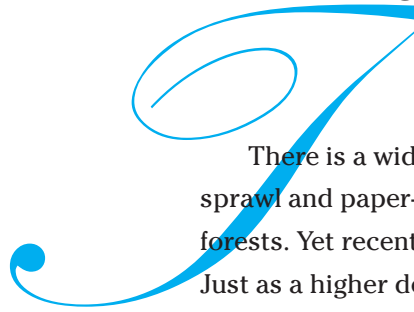 There is a wid
sprawl and paper-
forests. Yet recent
Just as a higher de